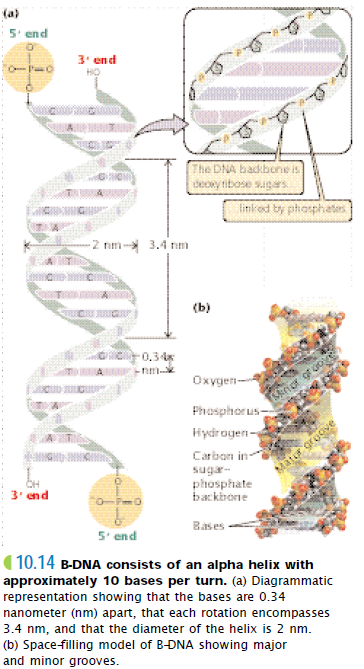 (a)
5′ end
O
O–P=O
O
3′ end
HO
P
P
P
P
P
P
The DNA backbone is
deoxyribose sugars
linked by phosphates
C G
A T
C G
G C
T A
C G
T A
2 nm
3.4 nm
A T
G C
T A
C G
T A
G C
0.34
nm
T A
A T
G C
OH
3′ end
O
O–P=O
O
5′ end
(b)
Minor groove
Major groove
Oxygen
Phosphorus
Hydrogen
Carbon in
sugar–
phosphate
backbone
Bases
10.14 B-DNA consists of an alpha helix with
approximately 10 bases per turn. (a) Diagrammatic
representation showing that the bases are 0.34
nanometer (nm) apart, that each rotation encompasses
3.4 nm, and that the diameter of the helix is 2 nm.
(b) Space-filling model of B-DNA showing major
and minor grooves.